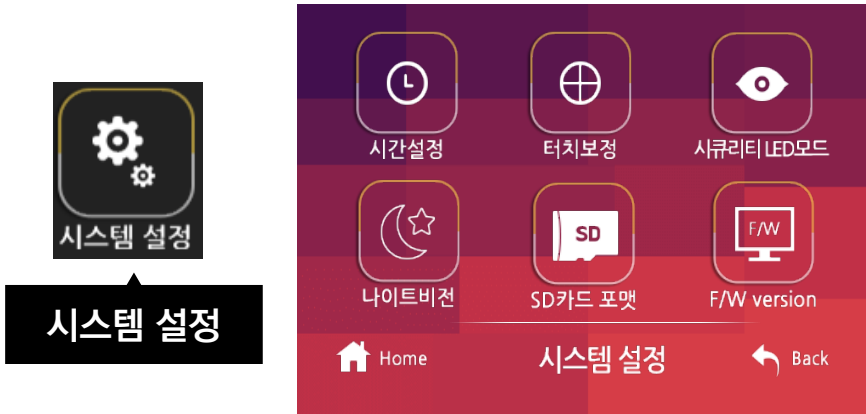 시스템 설정
시스템 설정
시간설정 터치보정 시큐리티 LED모드
SD
F/W
나이트비전 SD카드 포맷 F/W version
Home 시스템 설정 Back